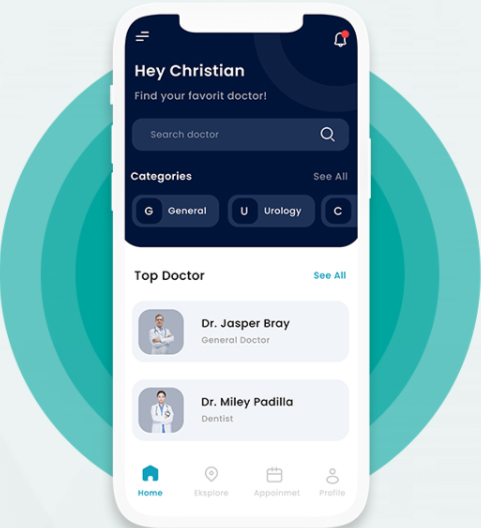 Hey Christian
Find your favorit doctor!
Search doctor
Categories See All
G General U Urology C
Top Doctor See All
Dr. Jasper Bray
General Doctor
Dr. Miley Padilla
Dentist
Home Eksplore Appoinmet Profile